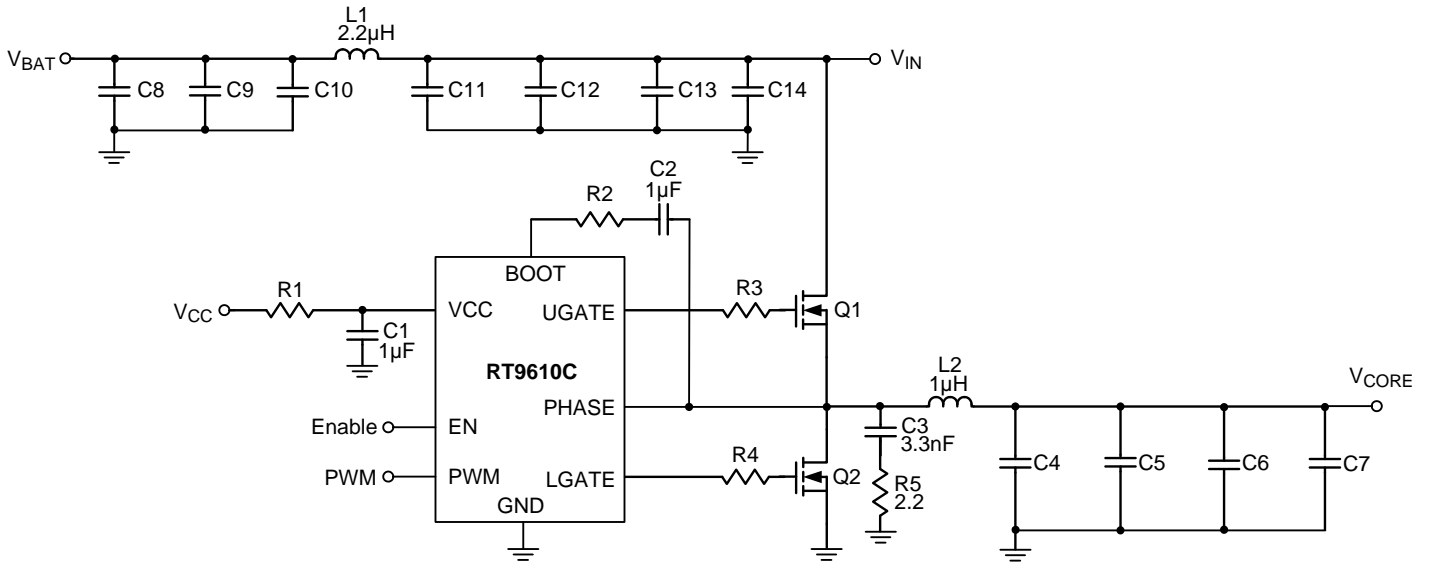 L1
2.2µH
VBAT
VIN
C8
C9
C10
C11
C12
C13
C14
C2
1µF
R2
BOOT
R1
VCC
VCC
C1
1µF
UGATE
R3
Q1
RT9610C
L2
1µH
VCORE
PHASE
Enable
EN
C3
3.3nF
R4
PWM
PWM
LGATE
Q2
R5
2.2
C4
C5
C6
C7
GND